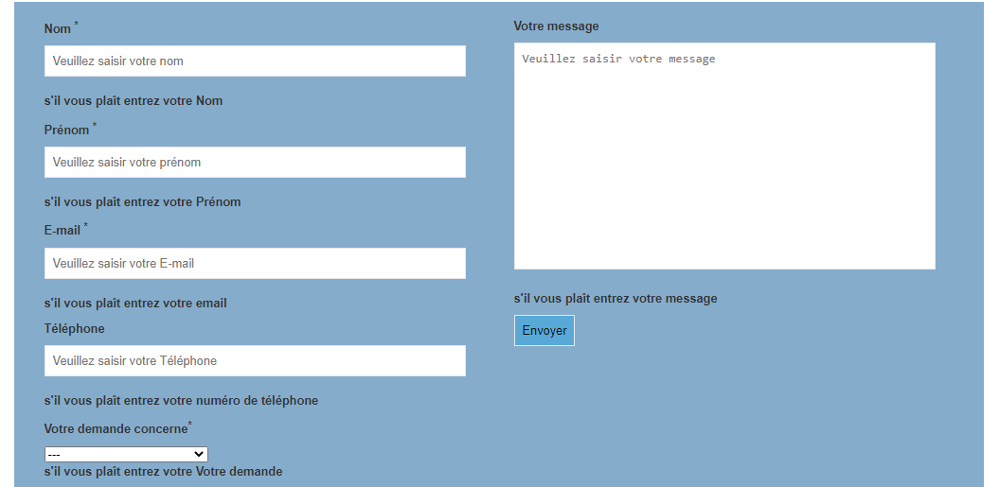 Nom *
Veuillez saisir votre nom
s'il vous plaît entrez votre Nom
Prénom *
Veuillez saisir votre prénom
s'il vous plaît entrez votre Prénom
E-mail *
Veuillez saisir votre E-mail
s'il vous plaît entrez votre email
Téléphone
Veuillez saisir votre Téléphone
s'il vous plaît entrez votre numéro de téléphone
Votre demande concerne*
---
s'il vous plaît entrez votre Votre demande
Votre message
Veuillez saisir votre message
s'il vous plaît entrez votre message
Envoyer